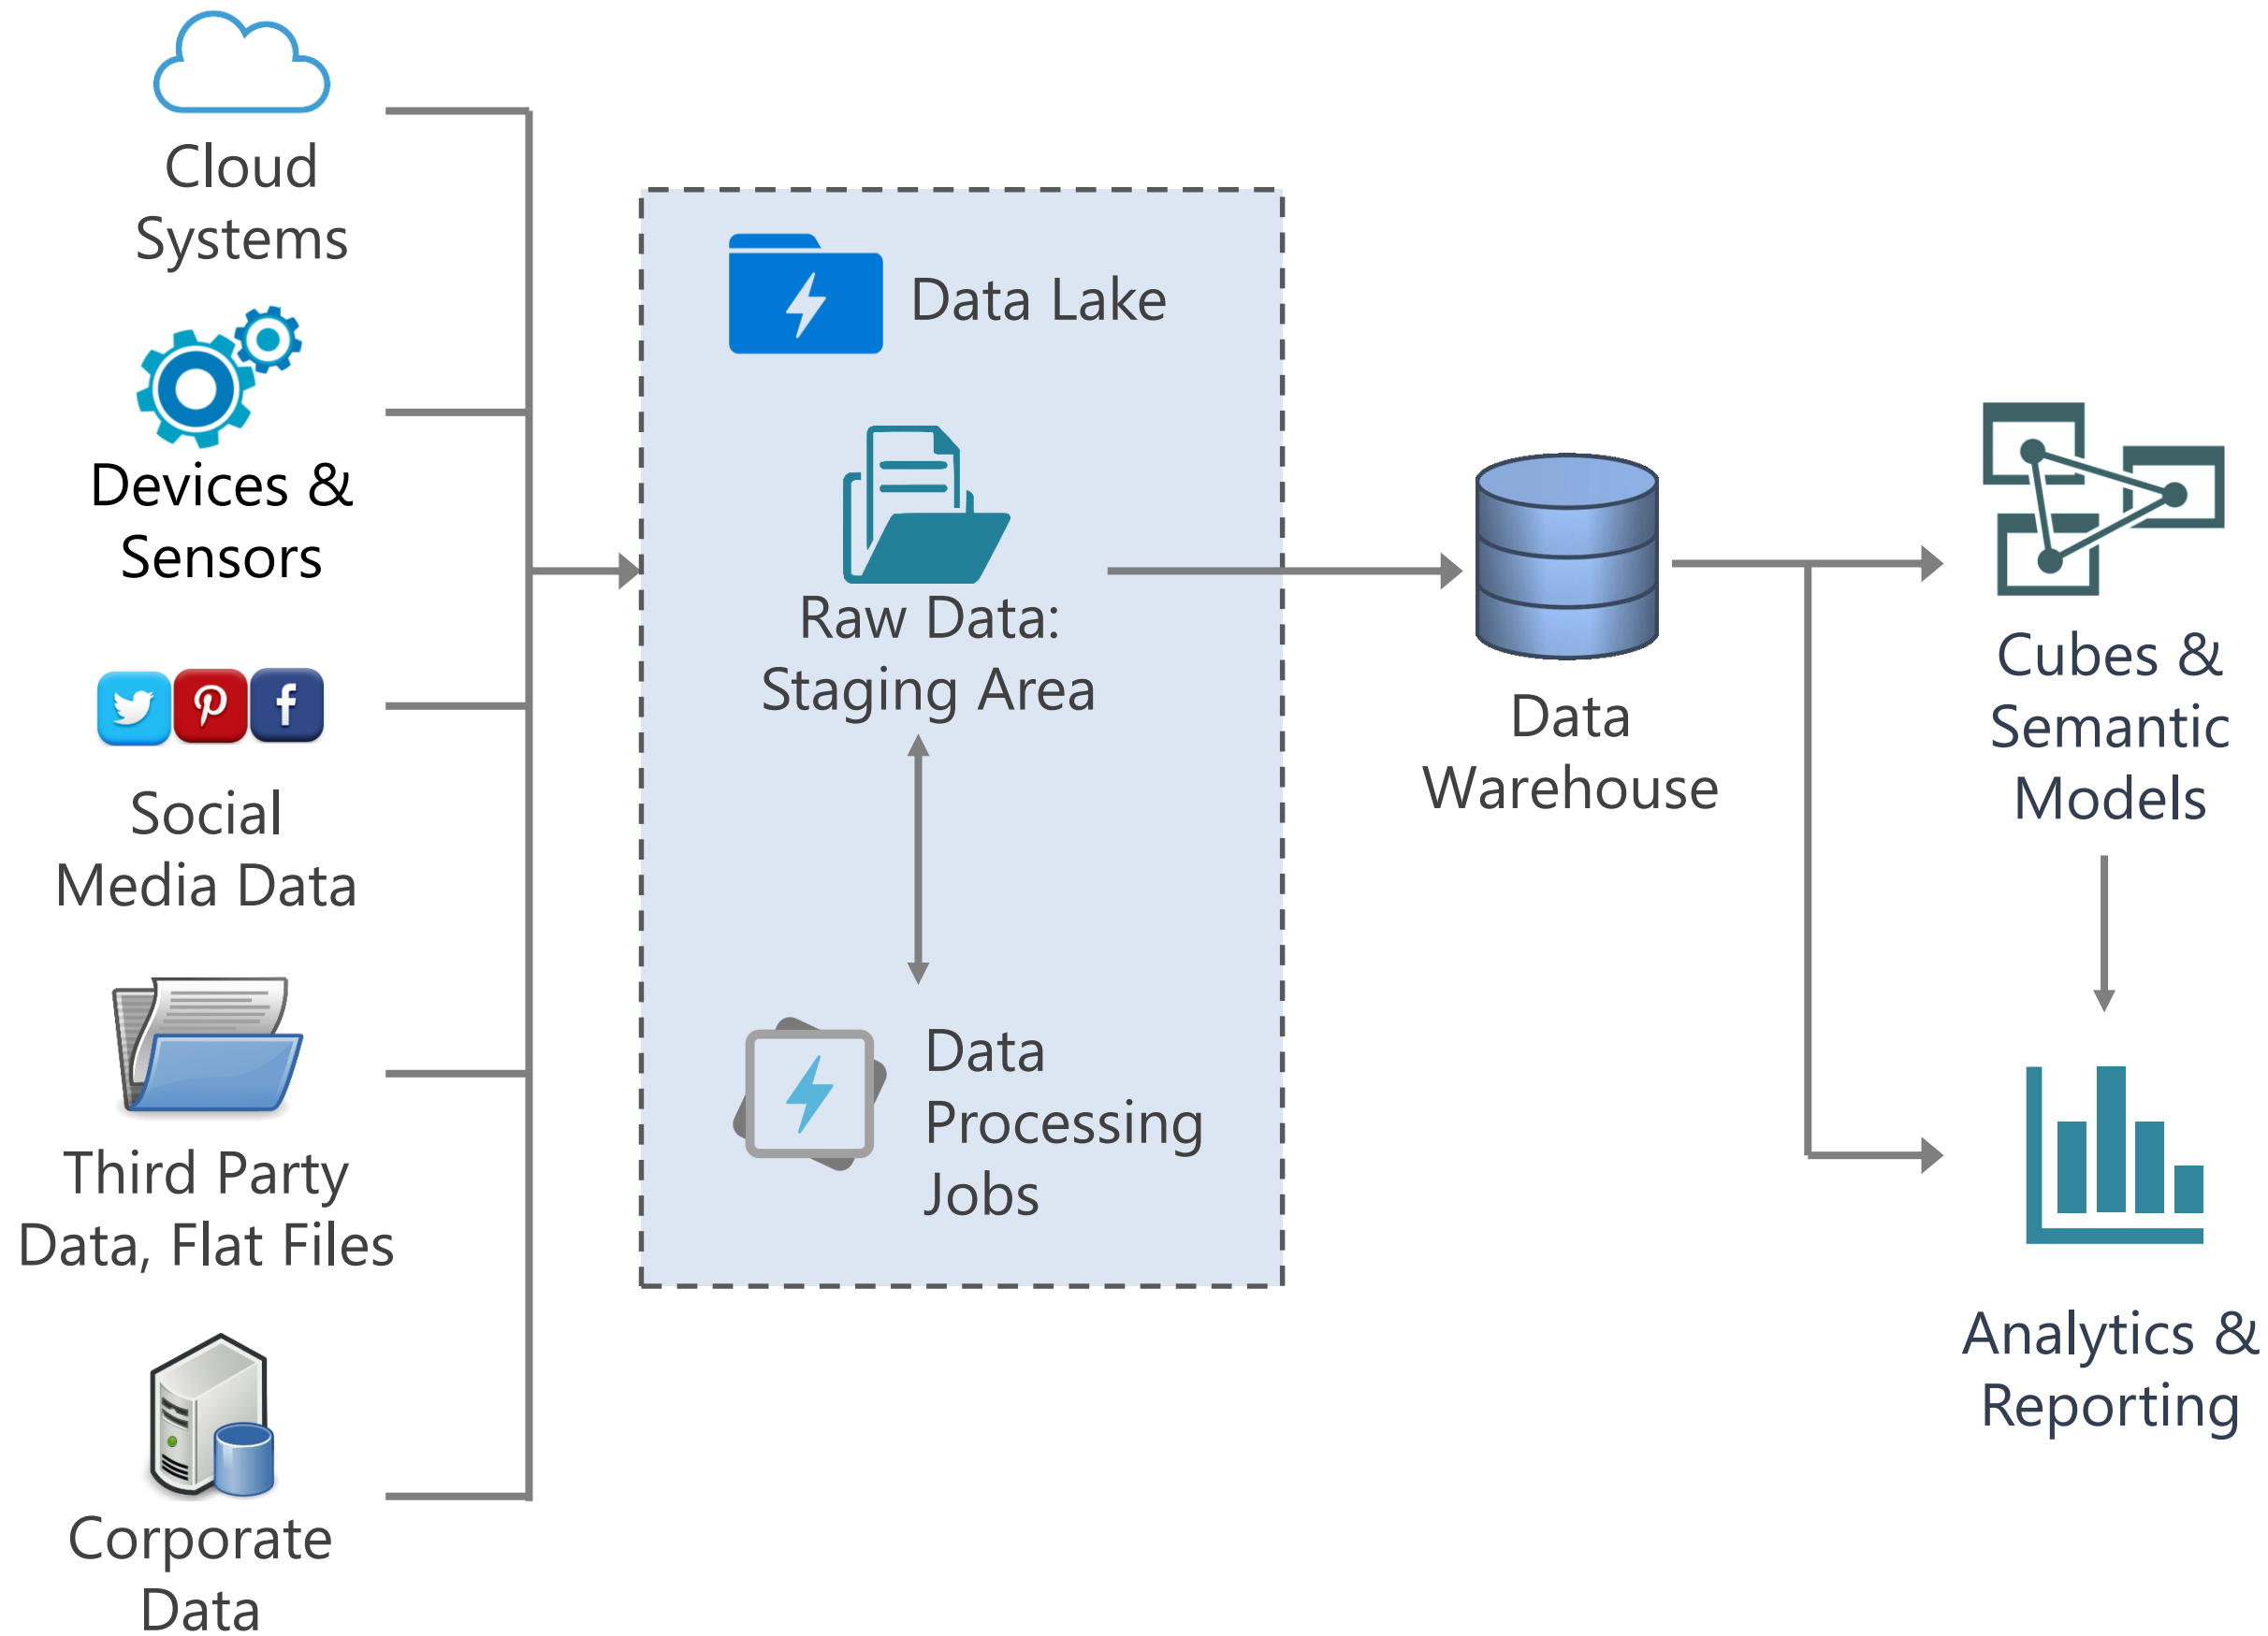 Cloud
Systems
Devices &
Sensors
Social
Media Data
Third Party
Data, Flat Files
Corporate
Data
Data Lake
Raw Data:
Staging Area
Data
Processing
Jobs
Data
Warehouse
Cubes &
Semantic
Models
Analytics &
Reporting